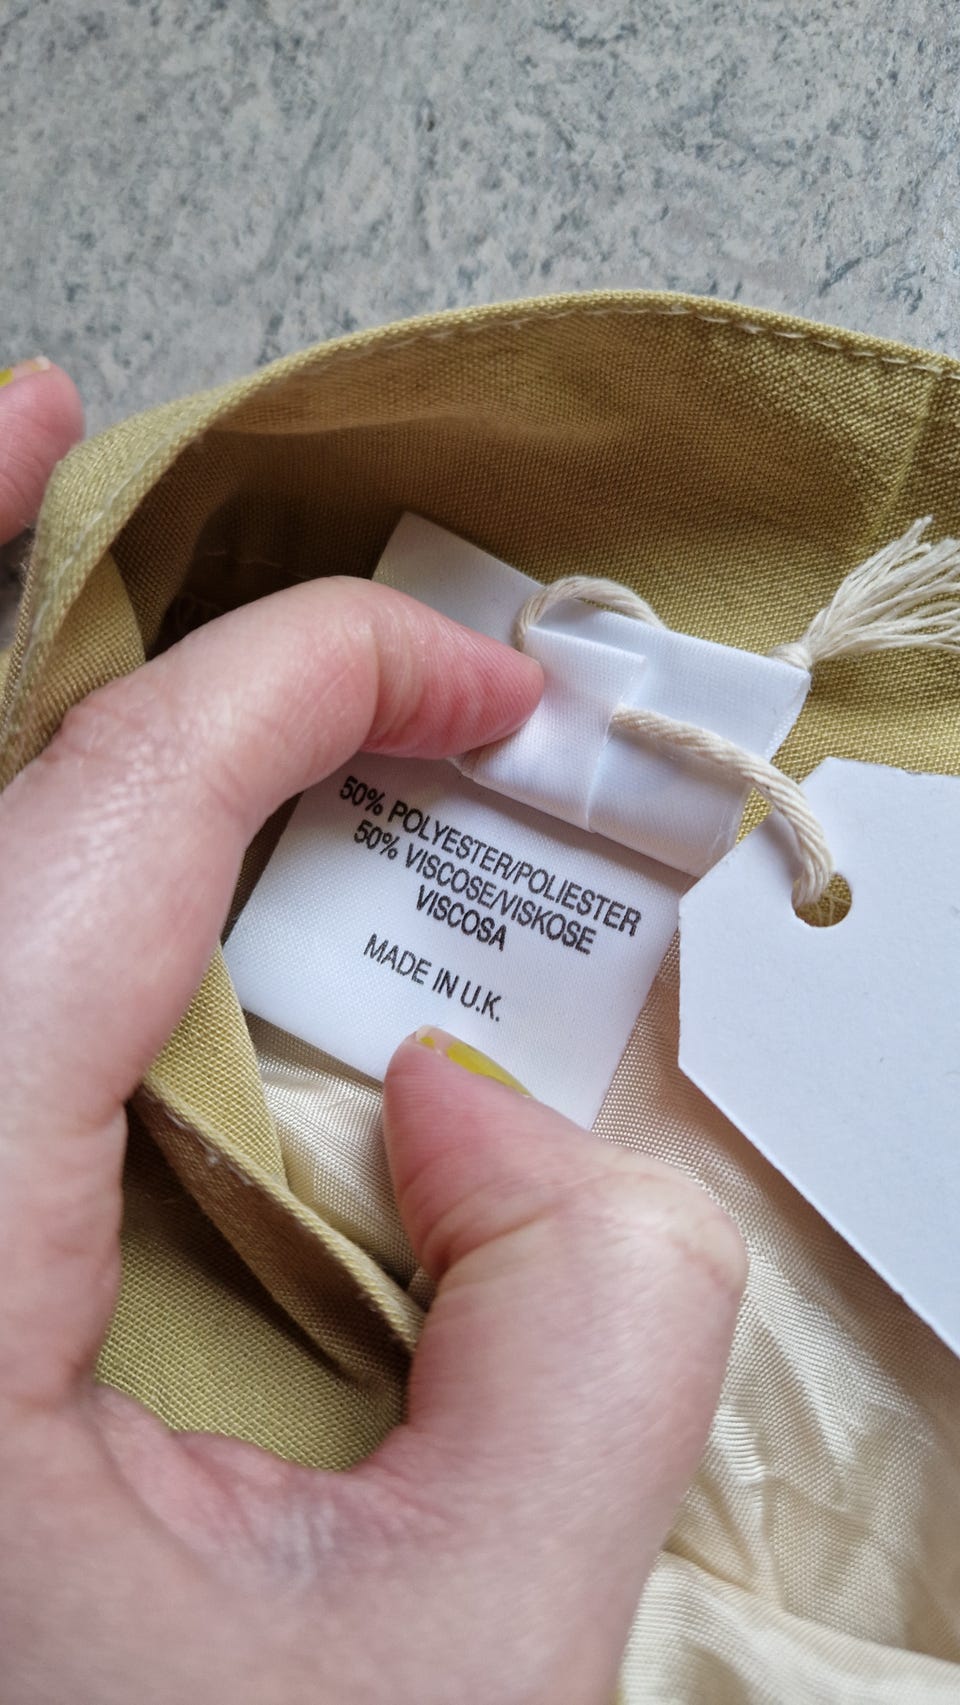 50% POLYESTER/POLIESTER
50% VISCOSE/VISKOSE
VISCOSA
MADE IN U.K.